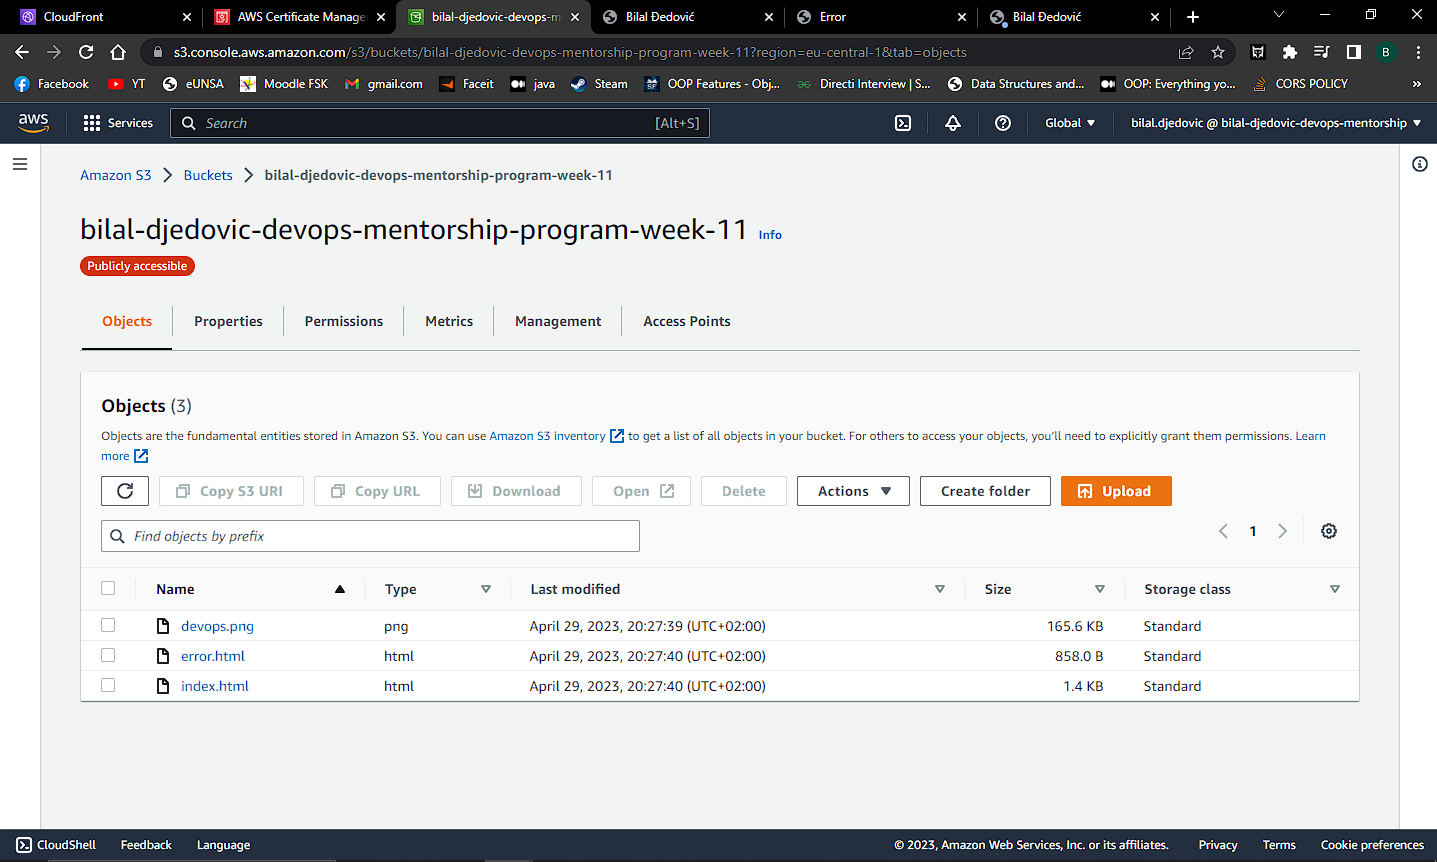 CloudFront
AWS Certificate Manage
bilal-djedovic-devops-m
Bilal Đedović
Error
Bilal Đedović
s3.console.aws.amazon.com/s3/buckets/bilal-djedovic-devops-mentorship-program-week-11?region=eu-central-1&tab=objects
B
Facebook YT eUNSA Moodle FSK gmail.com Faceit java Steam OOP Features - Obj... Directi Interview | S... Data Structures and... OOP: Everything yo... CORS POLICY »
aws Services Search [Alt+S] Global bilal.djedovic @ bilal-djedovic-devops-mentorship
Amazon S3 Buckets bilal-djedovic-devops-mentorship-program-week-11
bilal-djedovic-devops-mentorship-program-week-11 Info
Publicly accessible
Objects Properties Permissions Metrics Management Access Points
Objects (3)
Objects are the fundamental entities stored in Amazon S3. You can use Amazon S3 inventory to get a list of all objects in your bucket. For others to access your objects, you'll need to explicitly grant them permissions. Learn
more
Copy S3 URI Copy URL Download Open Delete Actions Create folder Upload
Find objects by prefix 1
Name Type Last modified Size Storage class
devops.png png April 29, 2023, 20:27:39 (UTC+02:00) 165.6 KB Standard
error.html html April 29, 2023, 20:27:40 (UTC+02:00) 858.0 B Standard
index.html html April 29, 2023, 20:27:40 (UTC+02:00) 1.4 KB Standard
CloudShell Feedback Language © 2023, Amazon Web Services, Inc. or its affiliates. Privacy Terms Cookie preferences